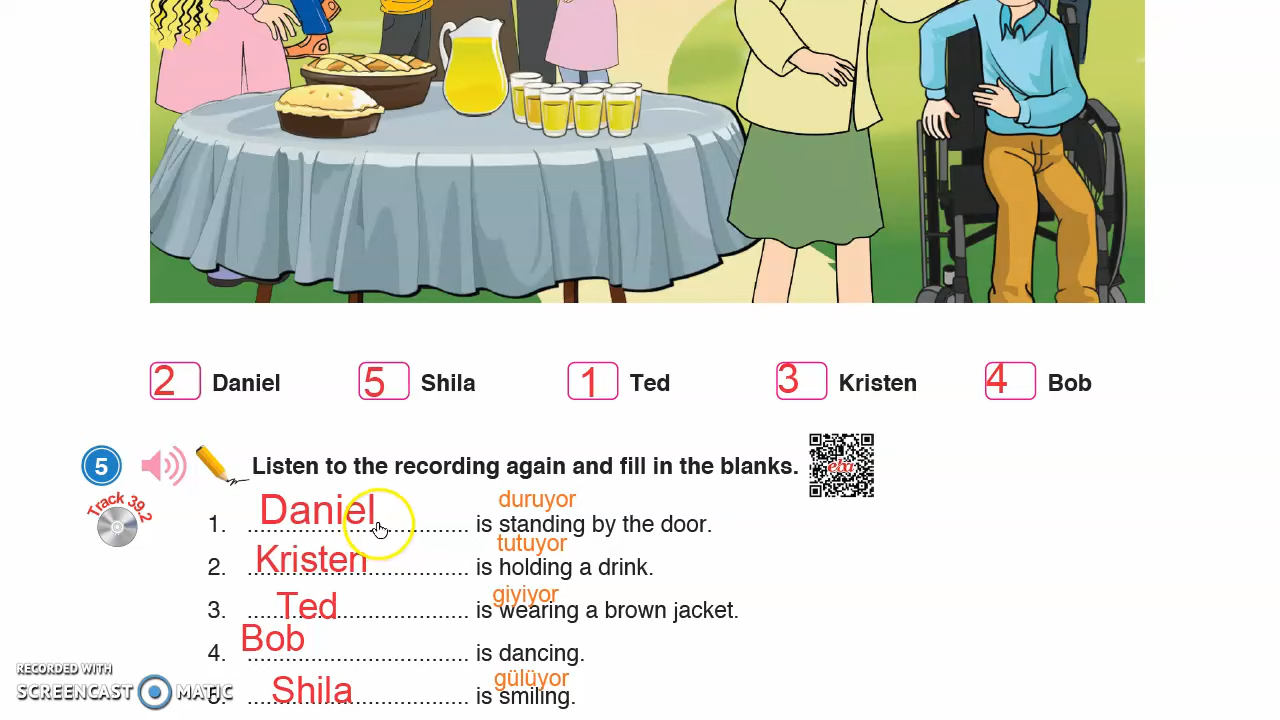 2 Daniel 5 Shila 1 Ted 3 Kristen 4 Bob
5 Listen to the recording again and fill in the blanks. eba
Track 39.2
Daniel duruyor
1. .................................. is standing by the door.
Kristen tutuyor
2. .................................. is holding a drink.
Ted giyiyor
3. .................................. is wearing a brown jacket.
Bob
4. .................................. is dancing.
Shila gülüyor
5. .................................. is smiling.
RECORDED WITH
SCREENCAST MATIC